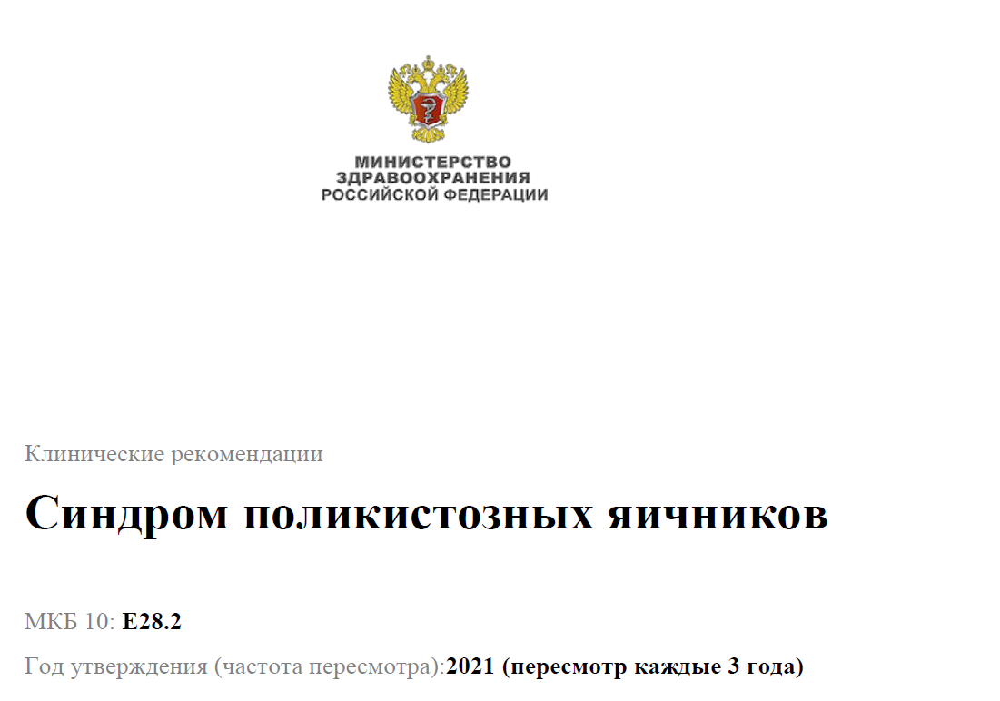 МИНИСТЕРСТВО
ЗДРАВООХРАНЕНИЯ
РОССИЙСКОЙ ФЕДЕРАЦИИ
Клинические рекомендации
Синдром поликистозных яичников
МКБ 10: E28.2
Год утверждения (частота пересмотра):2021 (пересмотр каждые 3 года)